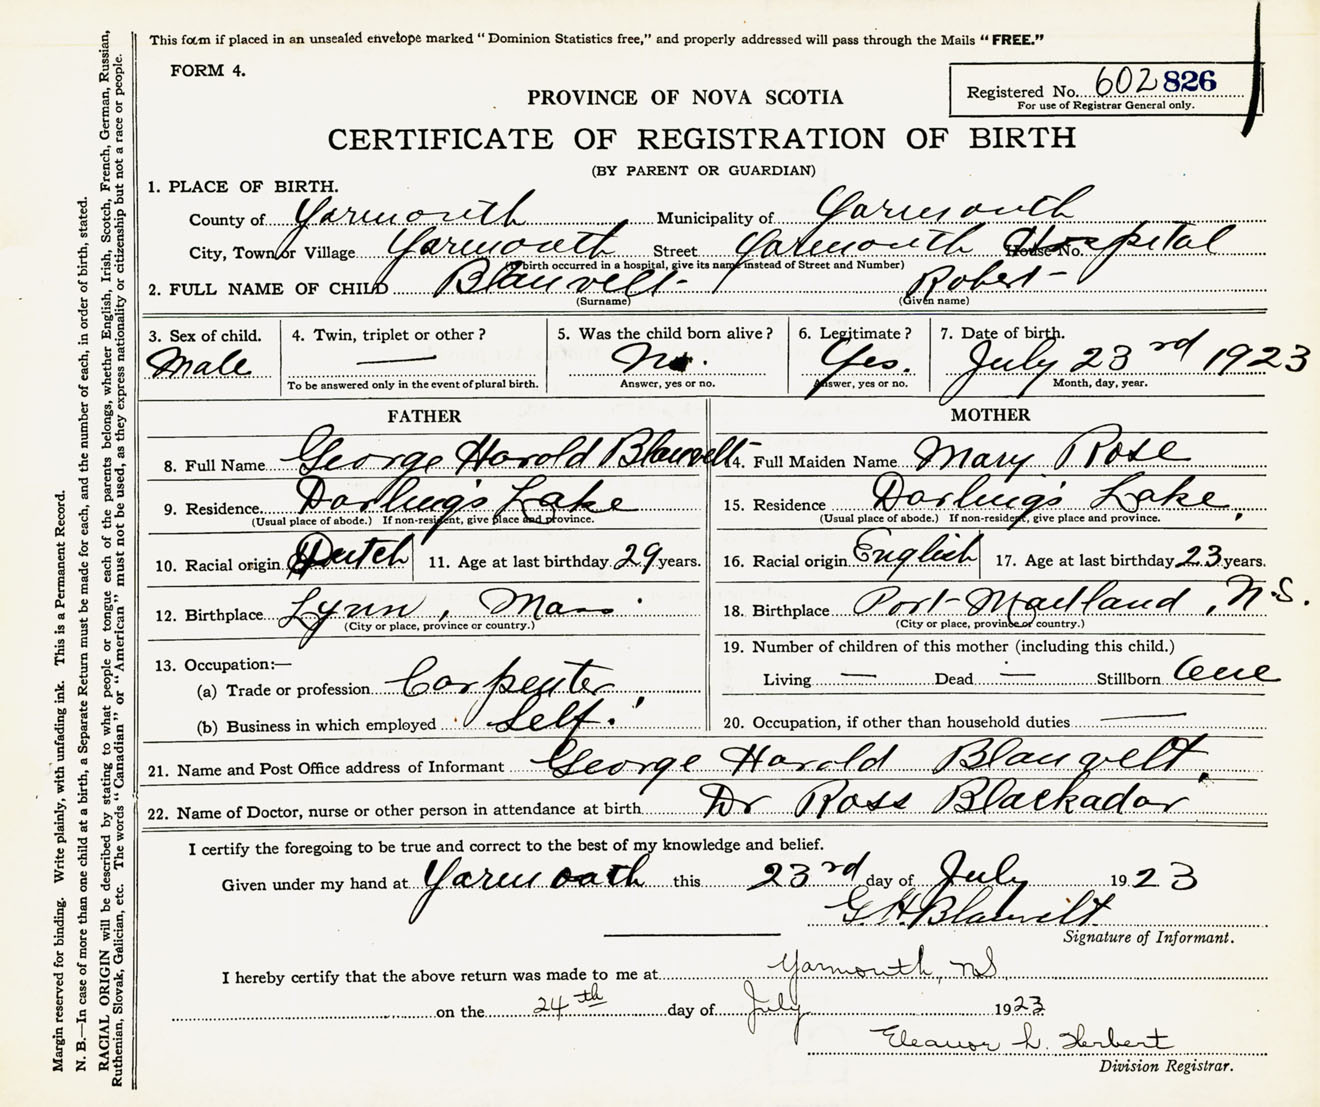 This form if placed in an unsealed envelope marked "Dominion Statistics free," and properly addressed will pass through the Mails "FREE."
FORM 4.
Registered No. 602826
For use of Registrar General only.
PROVINCE OF NOVA SCOTIA
CERTIFICATE OF REGISTRATION OF BIRTH
(BY PARENT OR GUARDIAN)
1. PLACE OF BIRTH.
County of Yarmouth Municipality of Yarmouth
City, Town or Village Yarmouth Street Yarmouth Hospital House No.
(If birth occurred in a hospital, give its name instead of Street and Number)
2. FULL NAME OF CHILD Blauvelt Robert
(Surname) (Given name)
3. Sex of child. 4. Twin, triplet or other? 5. Was the child born alive? 6. Legitimate? 7. Date of birth.
Male — No. Yes. July 23rd 1923
To be answered only in the event of plural birth. Answer, yes or no. Answer, yes or no. Month, day, year.
FATHER MOTHER
8. Full Name George Harold Blauvelt 14. Full Maiden Name Mary Rose
9. Residence Darling's Lake 15. Residence Darling's Lake
(Usual place of abode.) If non-resident, give place and province. (Usual place of abode.) If non-resident, give place and province.
10. Racial origin Dutch 11. Age at last birthday 29 years. 16. Racial origin English 17. Age at last birthday 23 years.
12. Birthplace Lynn, Mass. 18. Birthplace Port Maitland, N.S.
(City or place, province or country.) (City or place, province or country.)
13. Occupation:— 19. Number of children of this mother (including this child.)
(a) Trade or profession Carpenter Living — Dead — Stillborn One
(b) Business in which employed Self. 20. Occupation, if other than household duties —
21. Name and Post Office address of Informant George Harold Blauvelt.
22. Name of Doctor, nurse or other person in attendance at birth Dr Ross Blackadar
I certify the foregoing to be true and correct to the best of my knowledge and belief.
Given under my hand at Yarmouth this 23rd day of July 1923
G.H. Blauvelt
Signature of Informant.
I hereby certify that the above return was made to me at Yarmouth, NS
on the 24th day of July 1923
Eleanor L. Herbert
Division Registrar.
Margin reserved for binding. Write plainly, with unfading ink. This is a Permanent Record.
N. B.—In case of more than one child at a birth, a Separate Return must be made for each, and the number of each, in order of birth, stated.
RACIAL ORIGIN will be described by stating to what people or tongue each of the parents belongs, whether English, Irish, Scotch, French, German, Russian,
Ruthenian, Slovak, Galician, etc. The words "Canadian" or "American" must not be used, as they express nationality or citizenship but not a race or people.